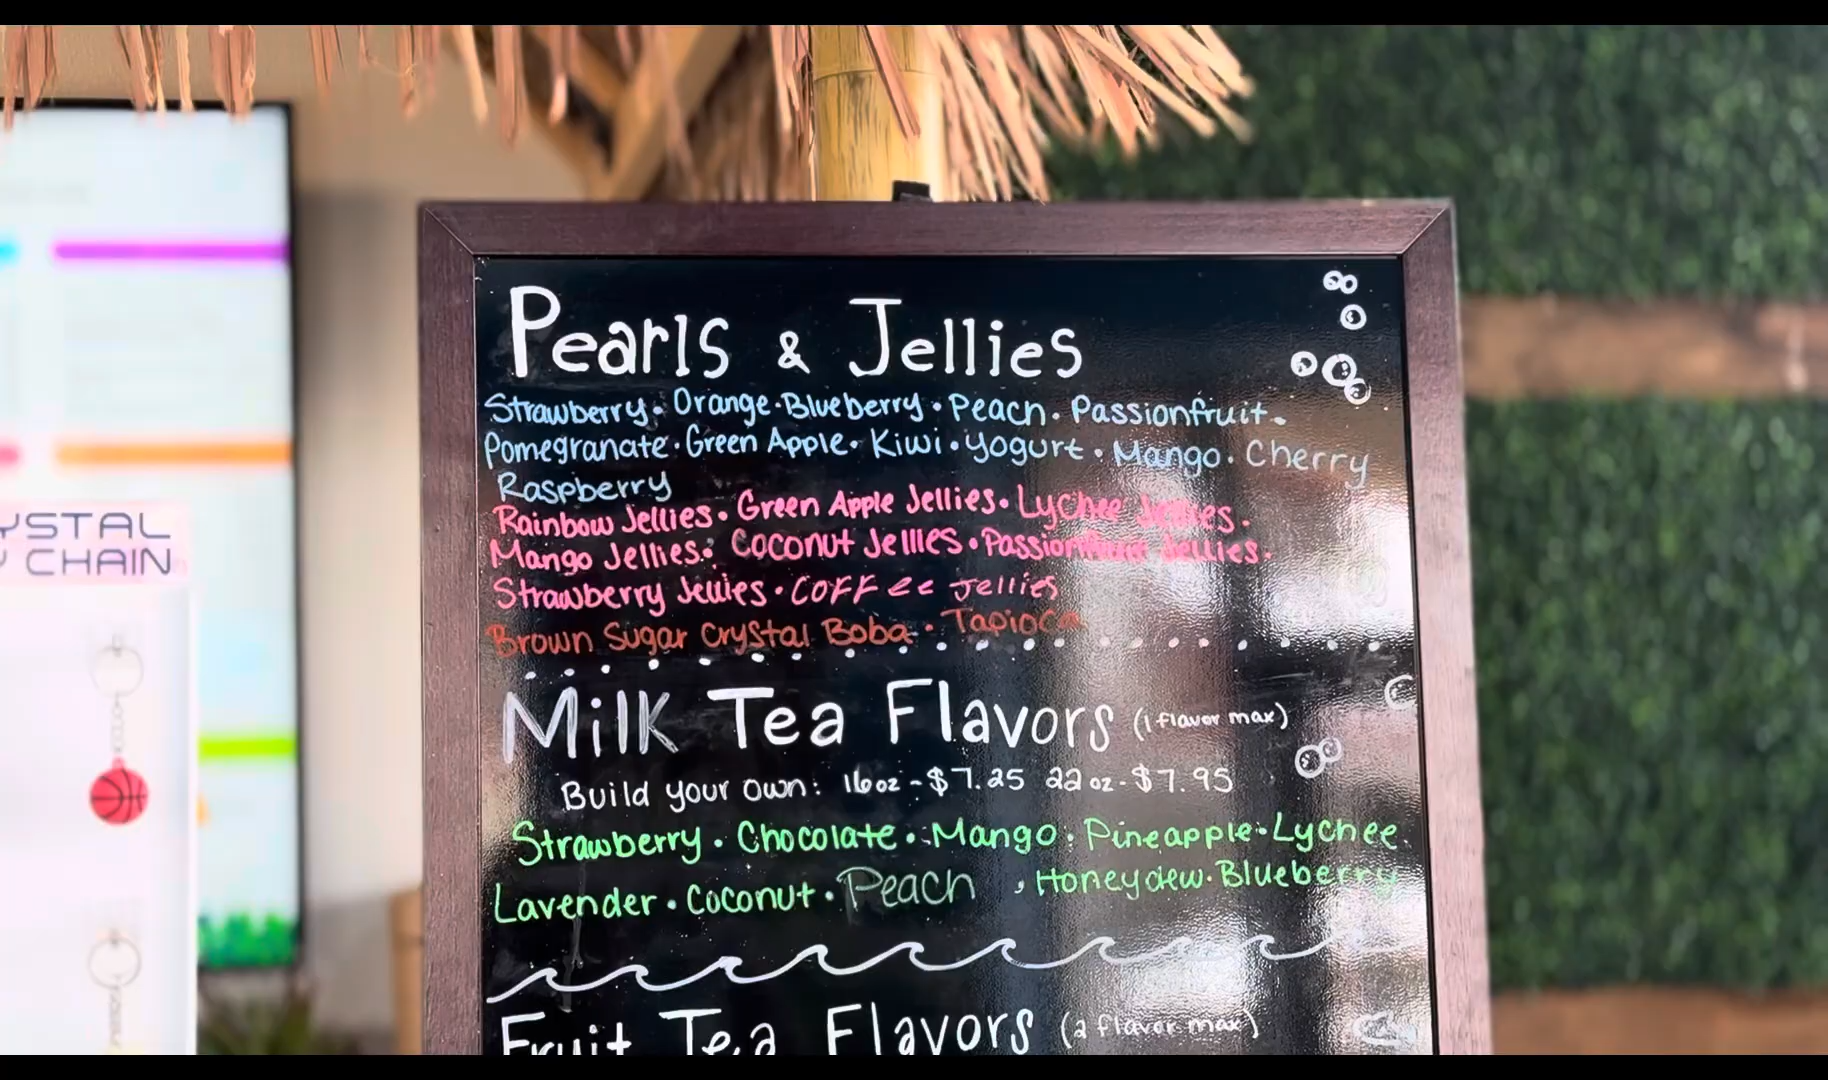 YSTAL
Y CHAIN
Pearls & Jellies
Strawberry · Orange · Blueberry · Peach · Passionfruit ·
Pomegranate · Green Apple · Kiwi · Yogurt · Mango · Cherry
Raspberry
Rainbow Jellies · Green Apple Jellies · Lychee Jellies ·
Mango Jellies · Coconut Jellies · Passionfruit Jellies ·
Strawberry Jellies · COFFee Jellies
Brown Sugar Crystal Boba · Tapioca
Milk Tea Flavors (1 flavor max)
Build your own: 16oz - $7.25 22oz - $7.95
Strawberry · Chocolate · Mango · Pineapple · Lychee ·
Lavender · Coconut · Peach · Honeydew · Blueberry
Fruit Tea Flavors (2 flavor max)